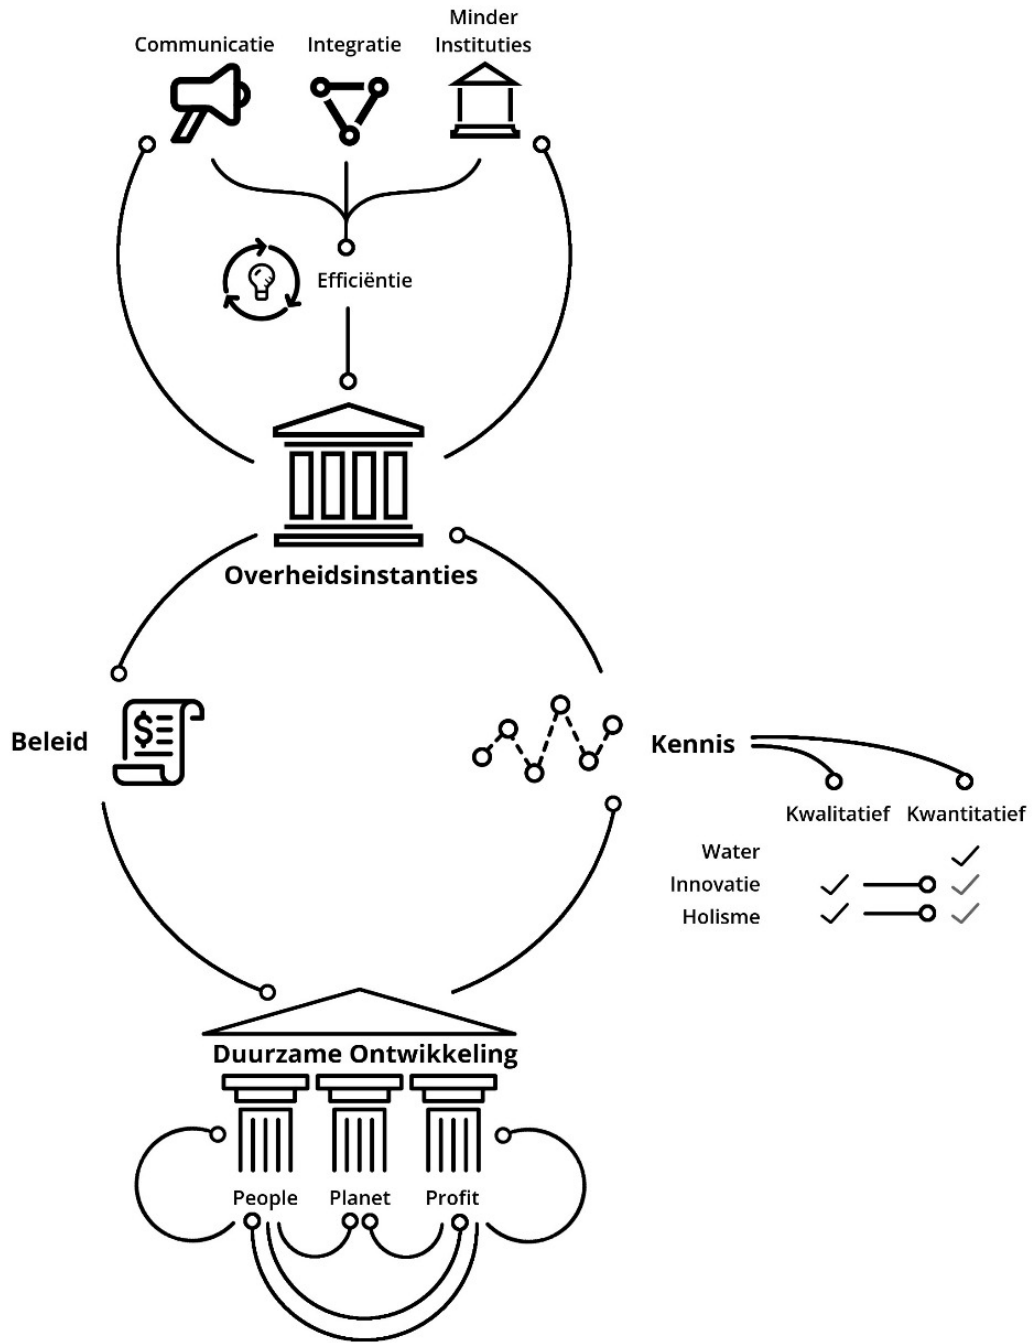 Communicatie
Integratie
Minder
Instituties
Efficiëntie
Overheidsinstanties
Beleid
$
Kennis
Kwalitatief
Kwantitatief
Water
Innovatie
Holisme
Duurzame Ontwikkeling
People
Planet
Profit